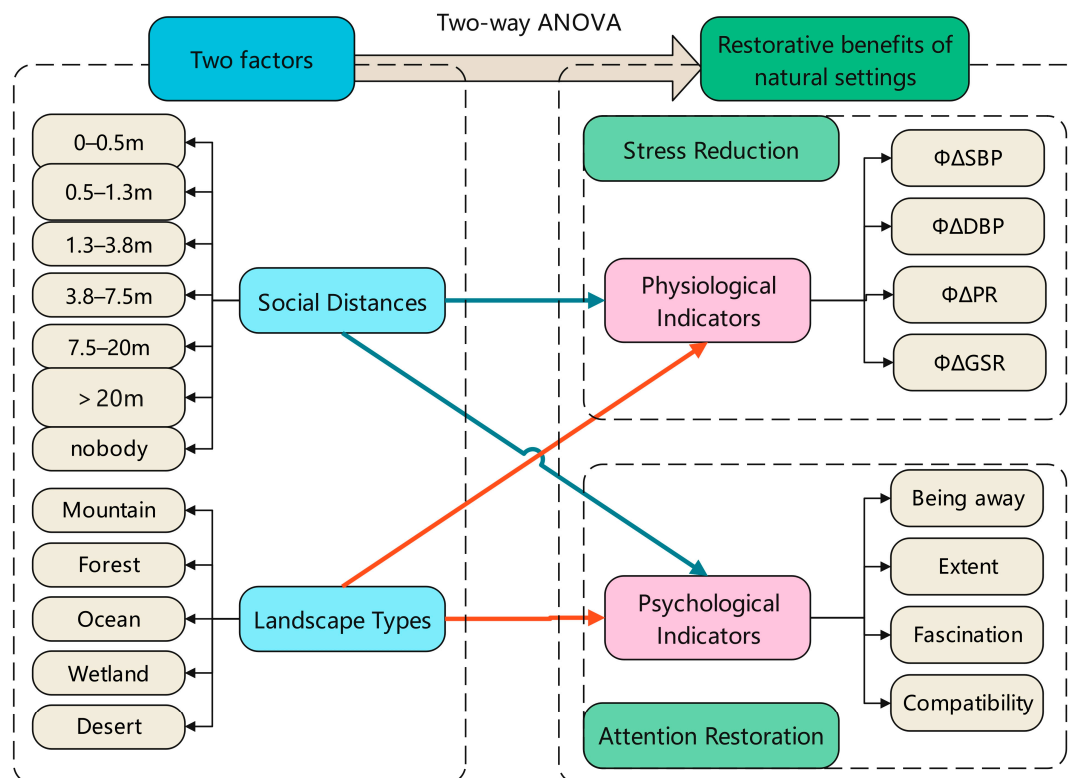 Two-way ANOVA
Two factors
Restorative benefits of
natural settings
0–0.5m
0.5–1.3m
1.3–3.8m
3.8–7.5m
7.5–20m
> 20m
nobody
Social Distances
Mountain
Forest
Ocean
Wetland
Desert
Landscape Types
Stress Reduction
Physiological
Indicators
ΦΔSBP
ΦΔDBP
ΦΔPR
ΦΔGSR
Psychological
Indicators
Being away
Extent
Fascination
Compatibility
Attention Restoration